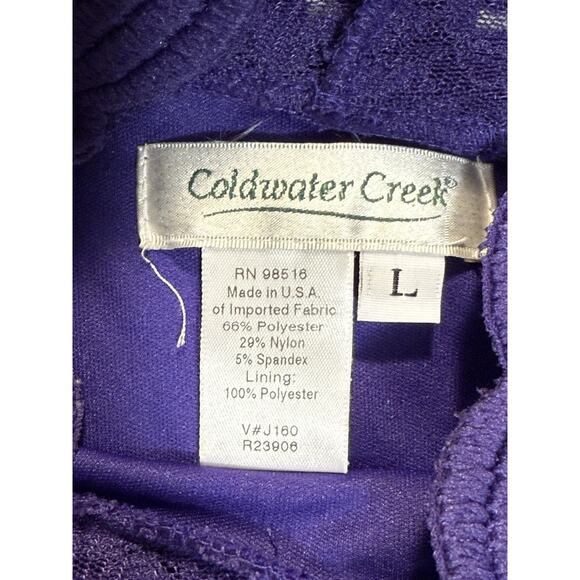 Coldwater Creek®
L
RN 98516
Made in U.S.A.
of Imported Fabric
66% Polyester
29% Nylon
5% Spandex
Lining:
100% Polyester
V#J160
R23906